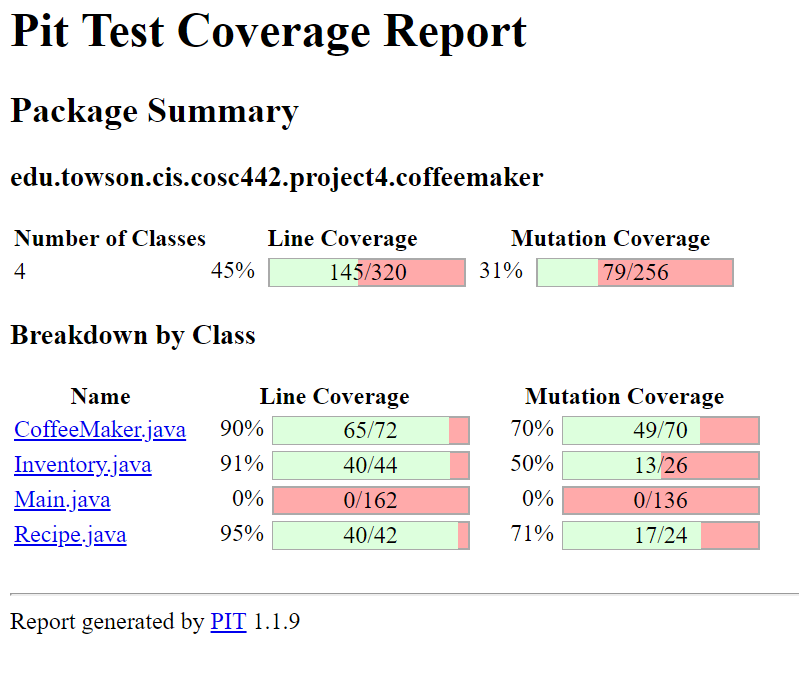 Pit Test Coverage Report
Package Summary
edu.towson.cis.cosc442.project4.coffeemaker
Number of Classes Line Coverage Mutation Coverage
4 45% 145/320 31% 79/256
Breakdown by Class
Name Line Coverage Mutation Coverage
CoffeeMaker.java 90% 65/72 70% 49/70
Inventory.java 91% 40/44 50% 13/26
Main.java 0% 0/162 0% 0/136
Recipe.java 95% 40/42 71% 17/24
Report generated by PIT 1.1.9